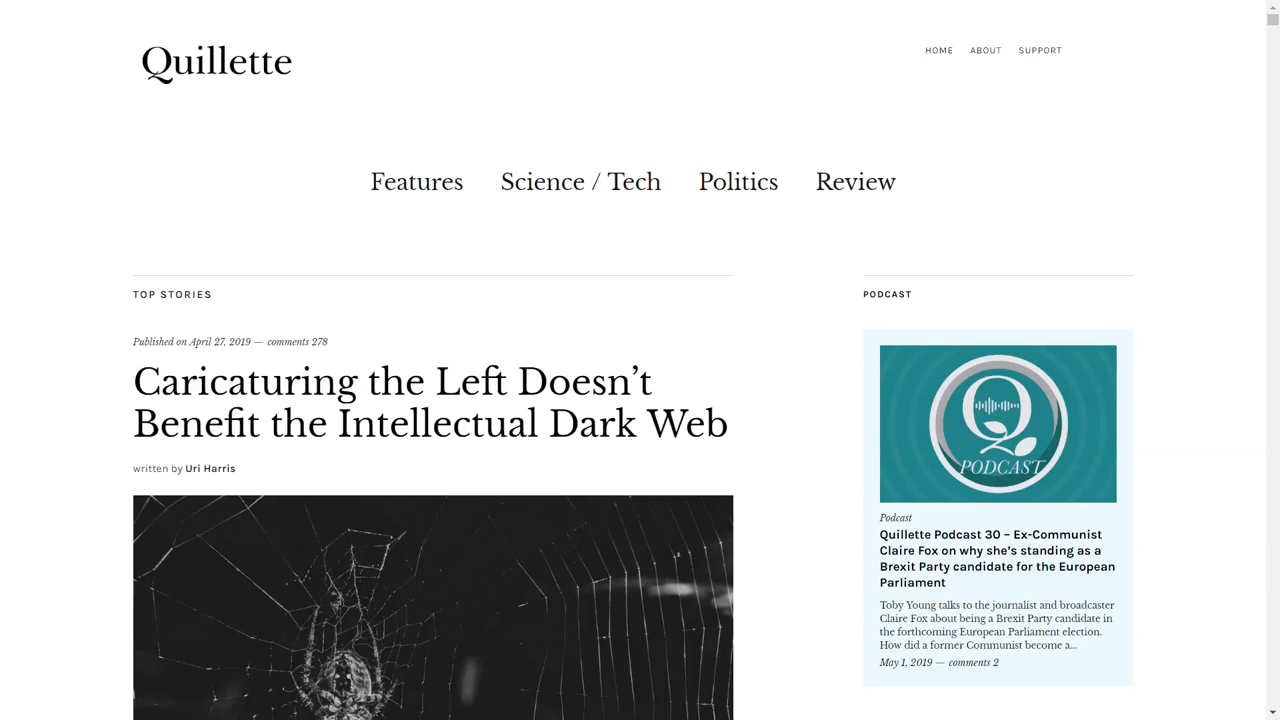 Quillette
HOME ABOUT SUPPORT
Features Science / Tech Politics Review
TOP STORIES
Published on April 27, 2019 — comments 278
Caricaturing the Left Doesn’t
Benefit the Intellectual Dark Web
written by Uri Harris
PODCAST
Q
PODCAST
Podcast
Quillette Podcast 30 – Ex-Communist
Claire Fox on why she’s standing as a
Brexit Party candidate for the European
Parliament
Toby Young talks to the journalist and broadcaster
Claire Fox about being a Brexit Party candidate in
the forthcoming European Parliament election.
How did a former Communist become a...
May 1, 2019 — comments 2